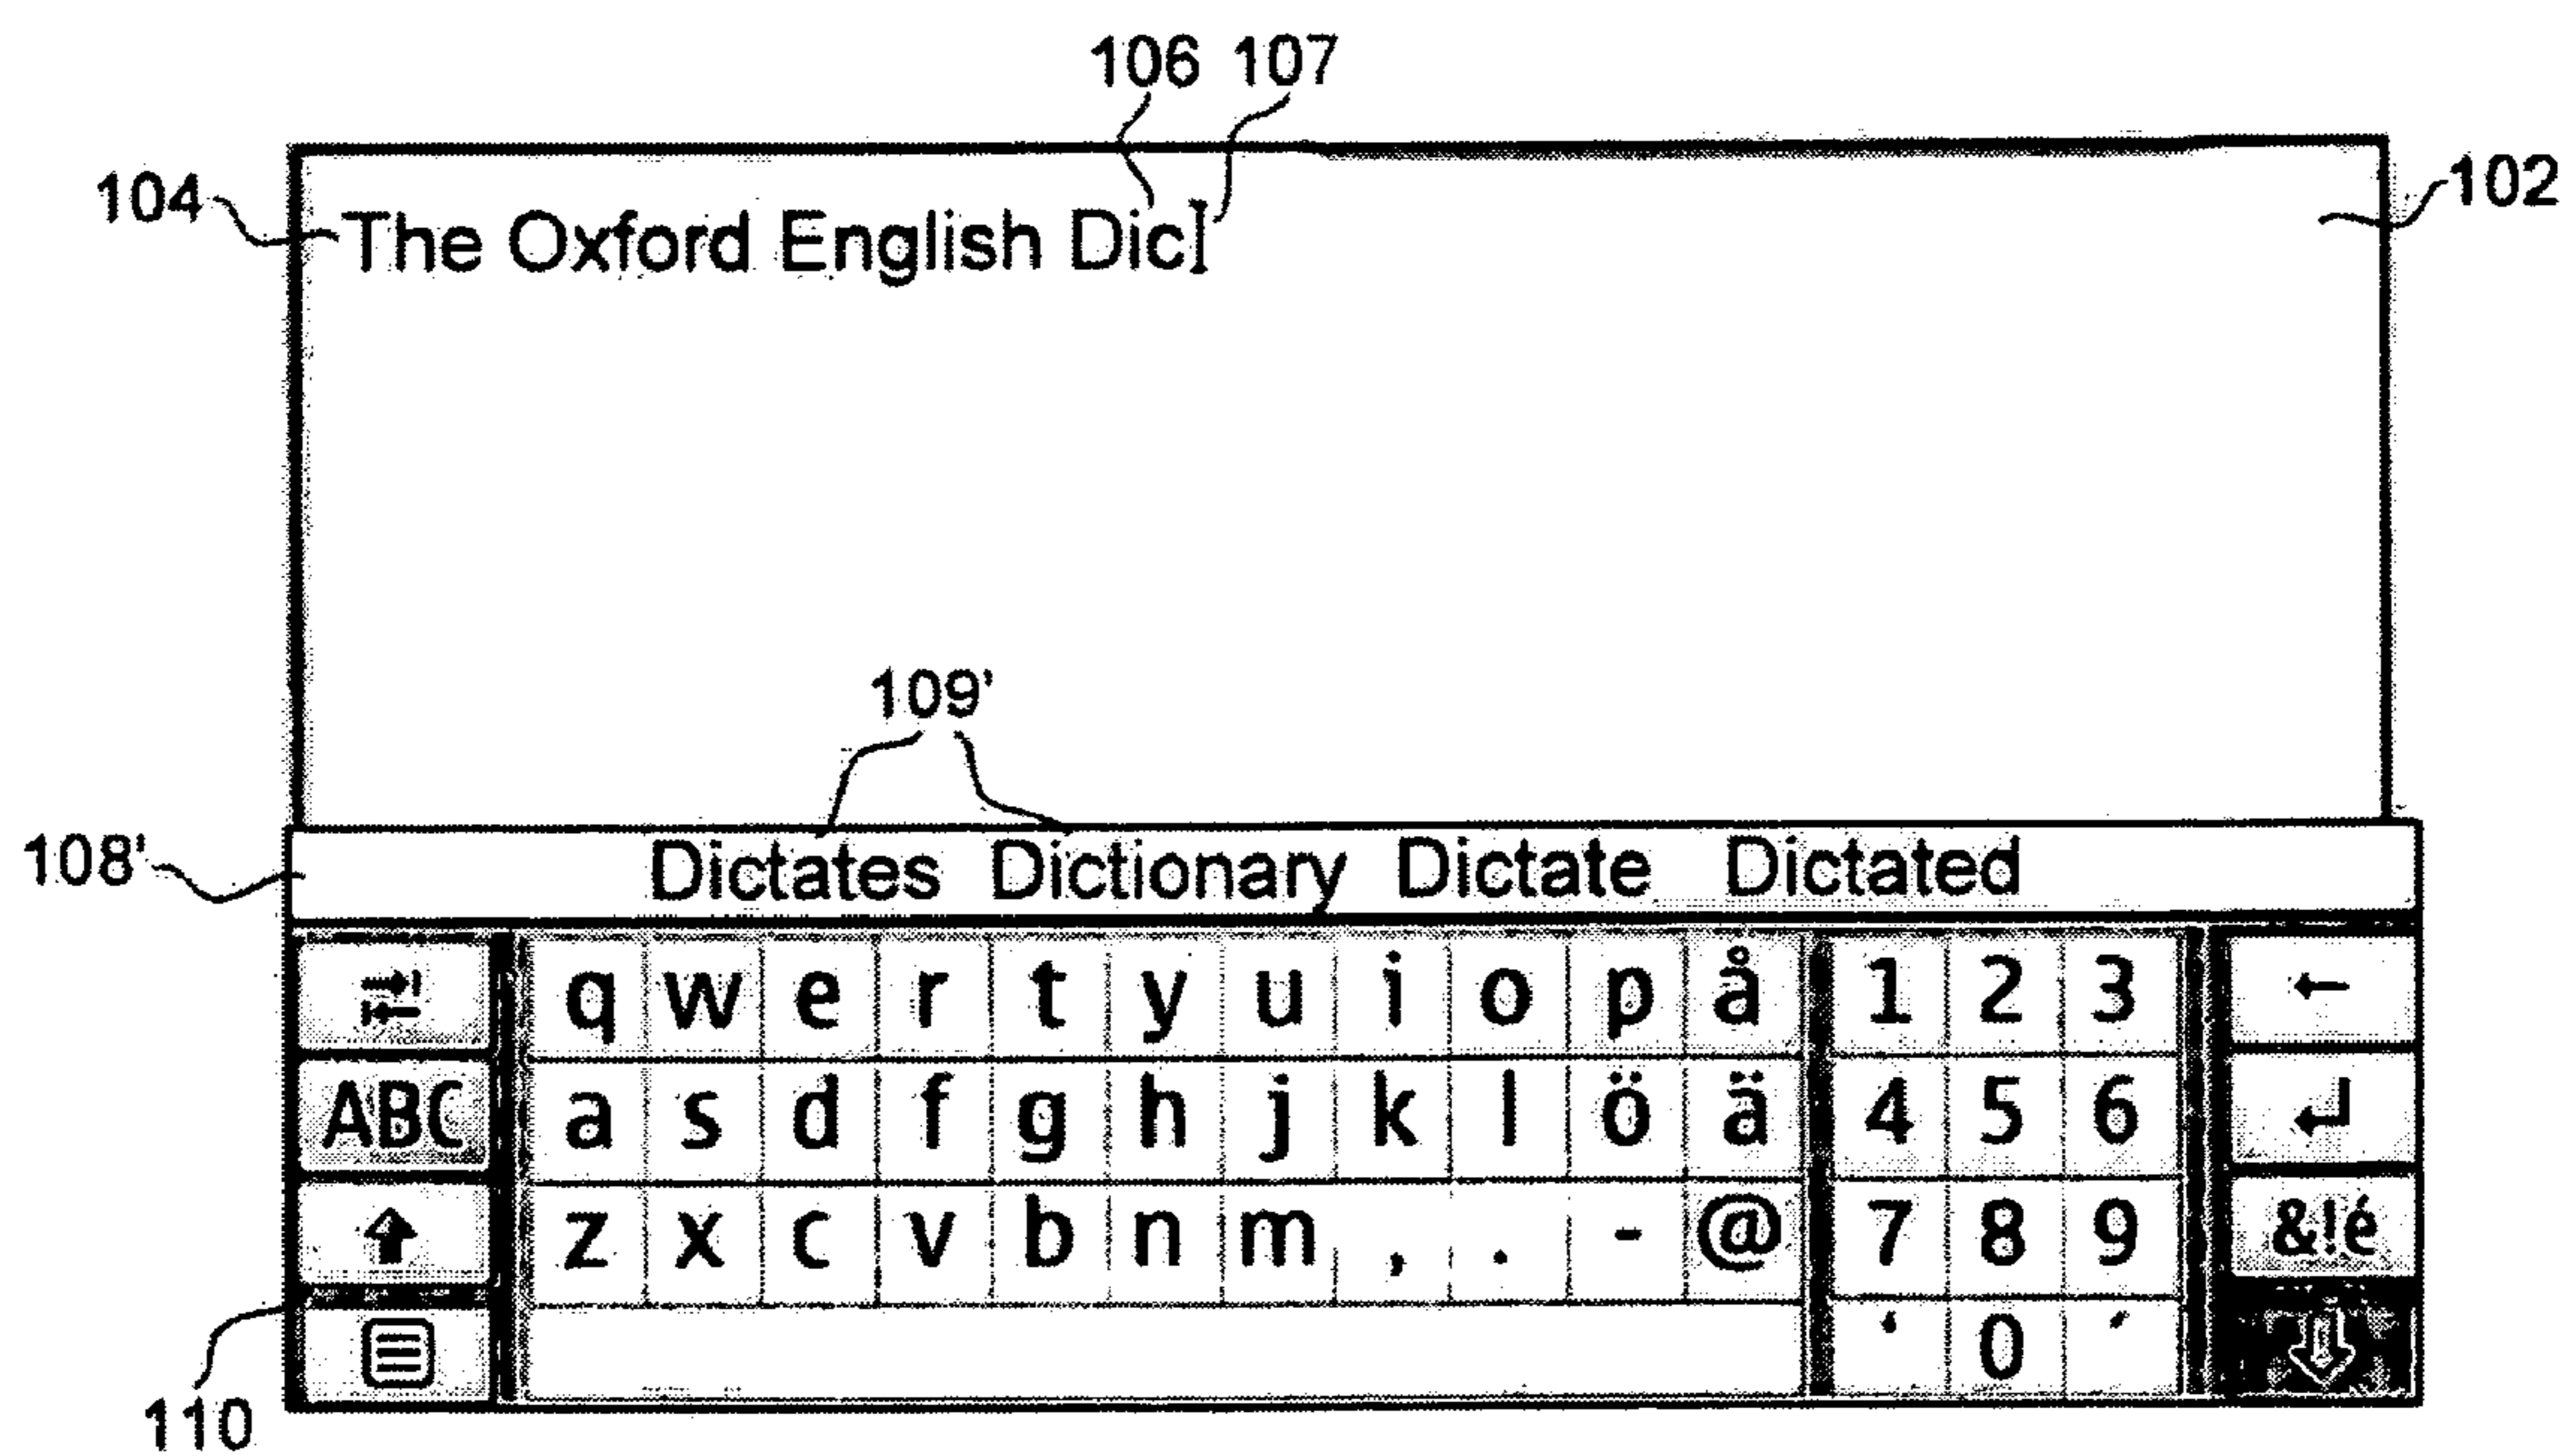 106 107
104 102
The Oxford English Dic
109'
108' Dictates Dictionary Dictate Dictated
q w e r t y u i o p å 1 2 3 ←
ABC a s d f g h j k l ö ä 4 5 6 ↵
z x c v b n m , . - @ 7 8 9 &!é
‘ 0 ´
110